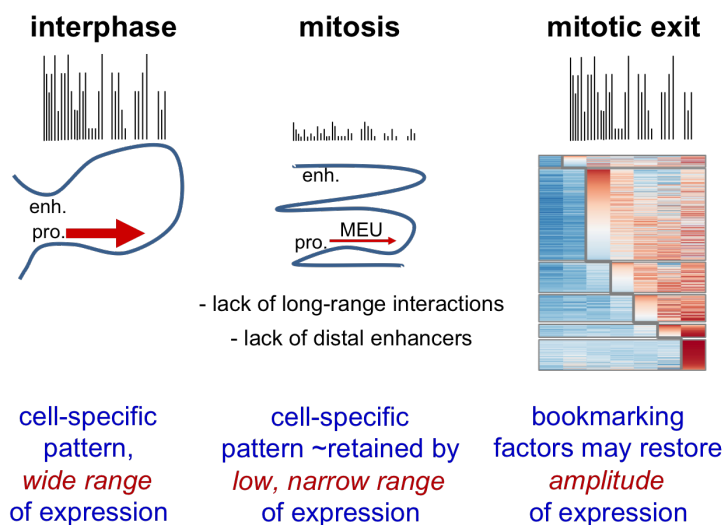 interphase
mitosis
mitotic exit
enh.
pro.
enh.
pro.
MEU
- lack of long-range interactions
- lack of distal enhancers
cell-specific
pattern,
wide range
of expression
cell-specific
pattern ~retained by
low, narrow range
of expression
bookmarking
factors may restore
amplitude
of expression